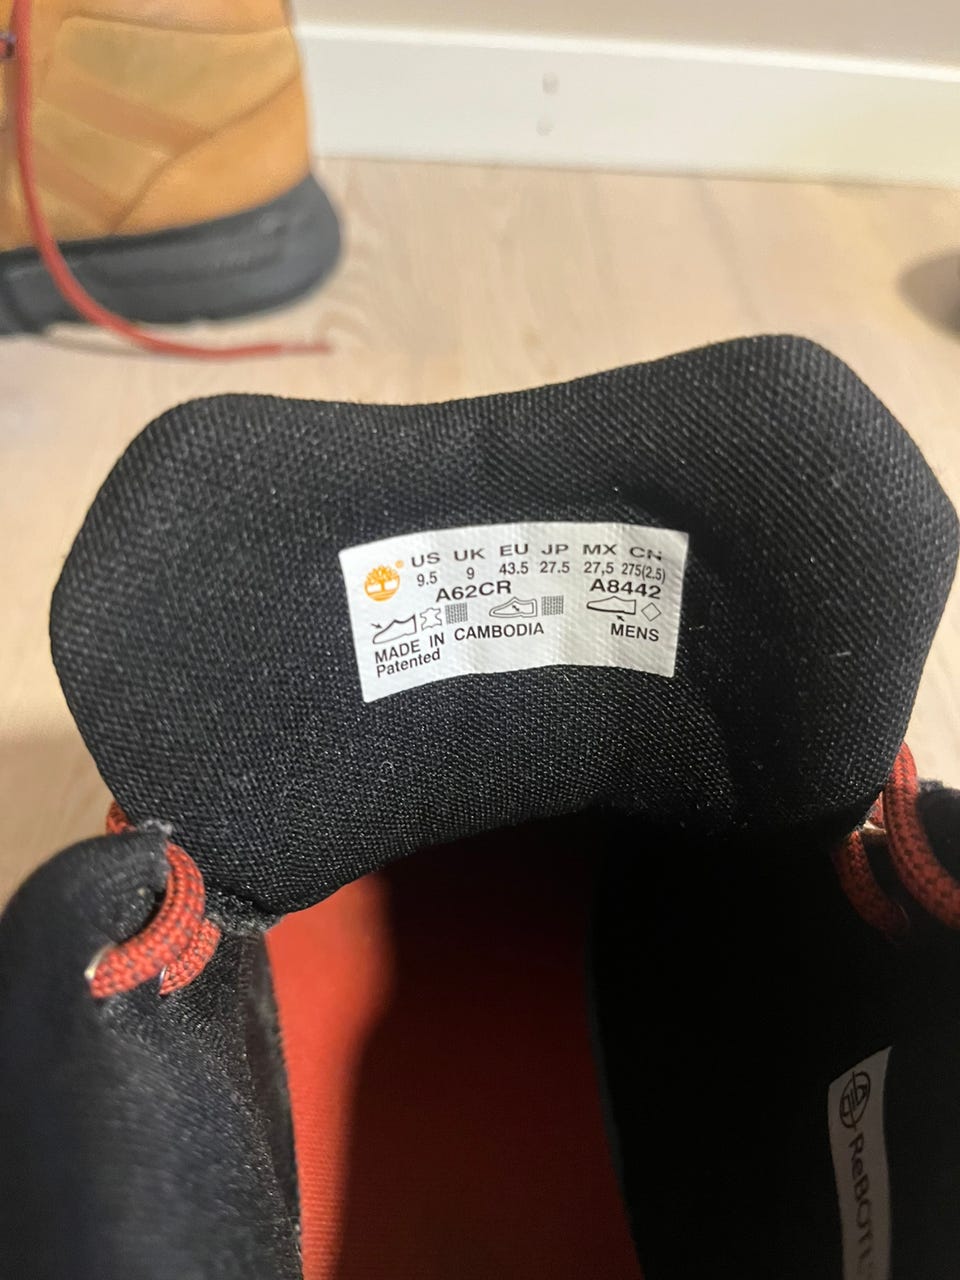 ® US UK EU JP MX CN
9.5 9 43.5 27.5 27,5 275(2.5)
A62CR A8442
MADE IN CAMBODIA MENS
Patented
ReBOTL